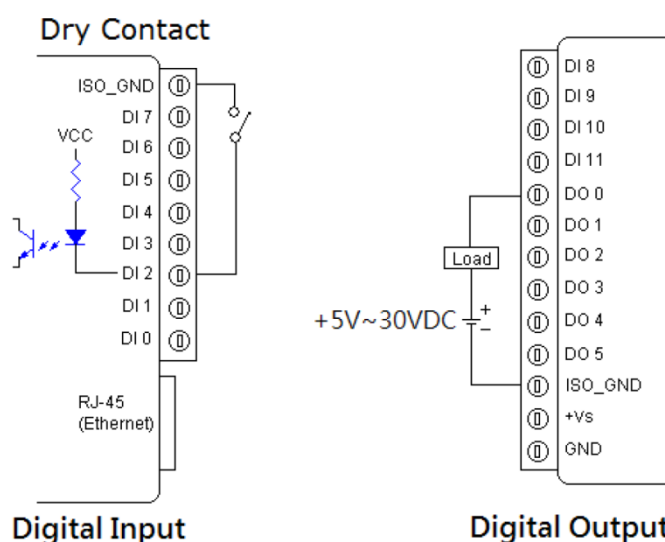 Dry Contact
ISO_GND
DI 7
VCC
DI 6
DI 5
DI 4
DI 3
DI 2
DI 1
DI 0
RJ-45
(Ethernet)
Digital Input
DI 8
DI 9
DI 10
DI 11
DO 0
DO 1
Load
DO 2
DO 3
+5V~30VDC
+
−
DO 4
DO 5
ISO_GND
+Vs
GND
Digital Output